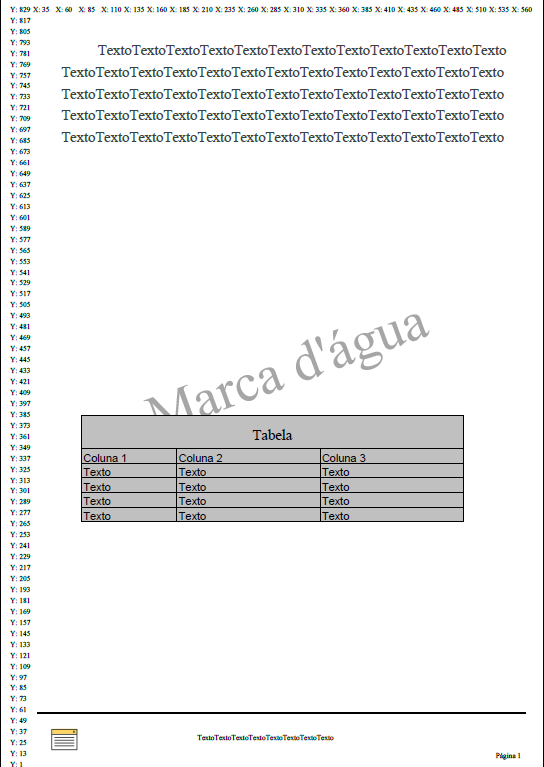 Y: 829 X: 35 X: 60 X: 85 X: 110 X: 135 X: 160 X: 185 X: 210 X: 235 X: 260 X: 285 X: 310 X: 335 X: 360 X: 385 X: 410 X: 435 X: 460 X: 485 X: 510 X: 535 X: 560
Y: 817
Y: 805
Y: 793
Y: 781
Y: 769
Y: 757
Y: 745
Y: 733
Y: 721
Y: 709
Y: 697
Y: 685
Y: 673
Y: 661
Y: 649
Y: 637
Y: 625
Y: 613
Y: 601
Y: 589
Y: 577
Y: 565
Y: 553
Y: 541
Y: 529
Y: 517
Y: 505
Y: 493
Y: 481
Y: 469
Y: 457
Y: 445
Y: 433
Y: 421
Y: 409
Y: 397
Y: 385
Y: 373
Y: 361
Y: 349
Y: 337
Y: 325
Y: 313
Y: 301
Y: 289
Y: 277
Y: 265
Y: 253
Y: 241
Y: 229
Y: 217
Y: 205
Y: 193
Y: 181
Y: 169
Y: 157
Y: 145
Y: 133
Y: 121
Y: 109
Y: 97
Y: 85
Y: 73
Y: 61
Y: 49
Y: 37
Y: 25
Y: 13
Y: 1
TextoTextoTextoTextoTextoTextoTextoTextoTextoTextoTextoTexto
TextoTextoTextoTextoTextoTextoTextoTextoTextoTextoTextoTextoTexto
TextoTextoTextoTextoTextoTextoTextoTextoTextoTextoTextoTextoTexto
TextoTextoTextoTextoTextoTextoTextoTextoTextoTextoTextoTextoTexto
TextoTextoTextoTextoTextoTextoTextoTextoTextoTextoTextoTextoTexto
Marca d'água
Tabela
Coluna 1 Coluna 2 Coluna 3
Texto Texto Texto
Texto Texto Texto
Texto Texto Texto
Texto Texto Texto
TextoTextoTextoTextoTextoTextoTextoTexto
Página 1